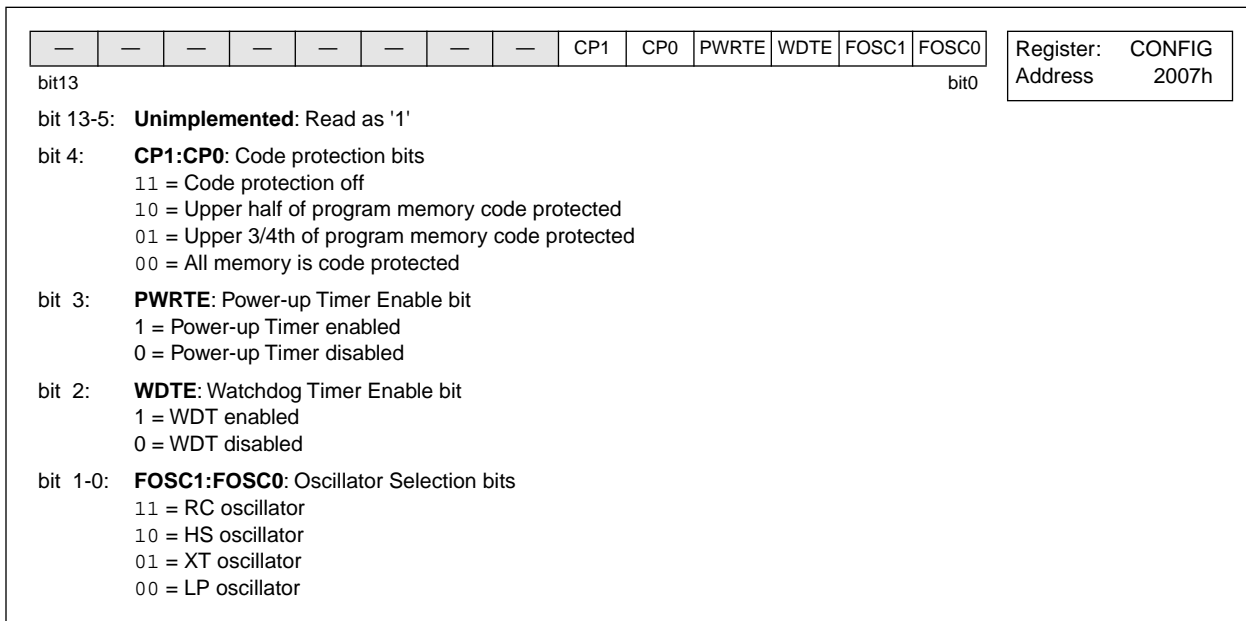 — — — — — — — — CP1 CP0 PWRTE WDTE FOSC1 FOSC0
bit13 bit0
Register: CONFIG
Address 2007h
bit 13-5: Unimplemented: Read as '1'
bit 4: CP1:CP0: Code protection bits
11 = Code protection off
10 = Upper half of program memory code protected
01 = Upper 3/4th of program memory code protected
00 = All memory is code protected
bit 3: PWRTE: Power-up Timer Enable bit
1 = Power-up Timer enabled
0 = Power-up Timer disabled
bit 2: WDTE: Watchdog Timer Enable bit
1 = WDT enabled
0 = WDT disabled
bit 1-0: FOSC1:FOSC0: Oscillator Selection bits
11 = RC oscillator
10 = HS oscillator
01 = XT oscillator
00 = LP oscillator